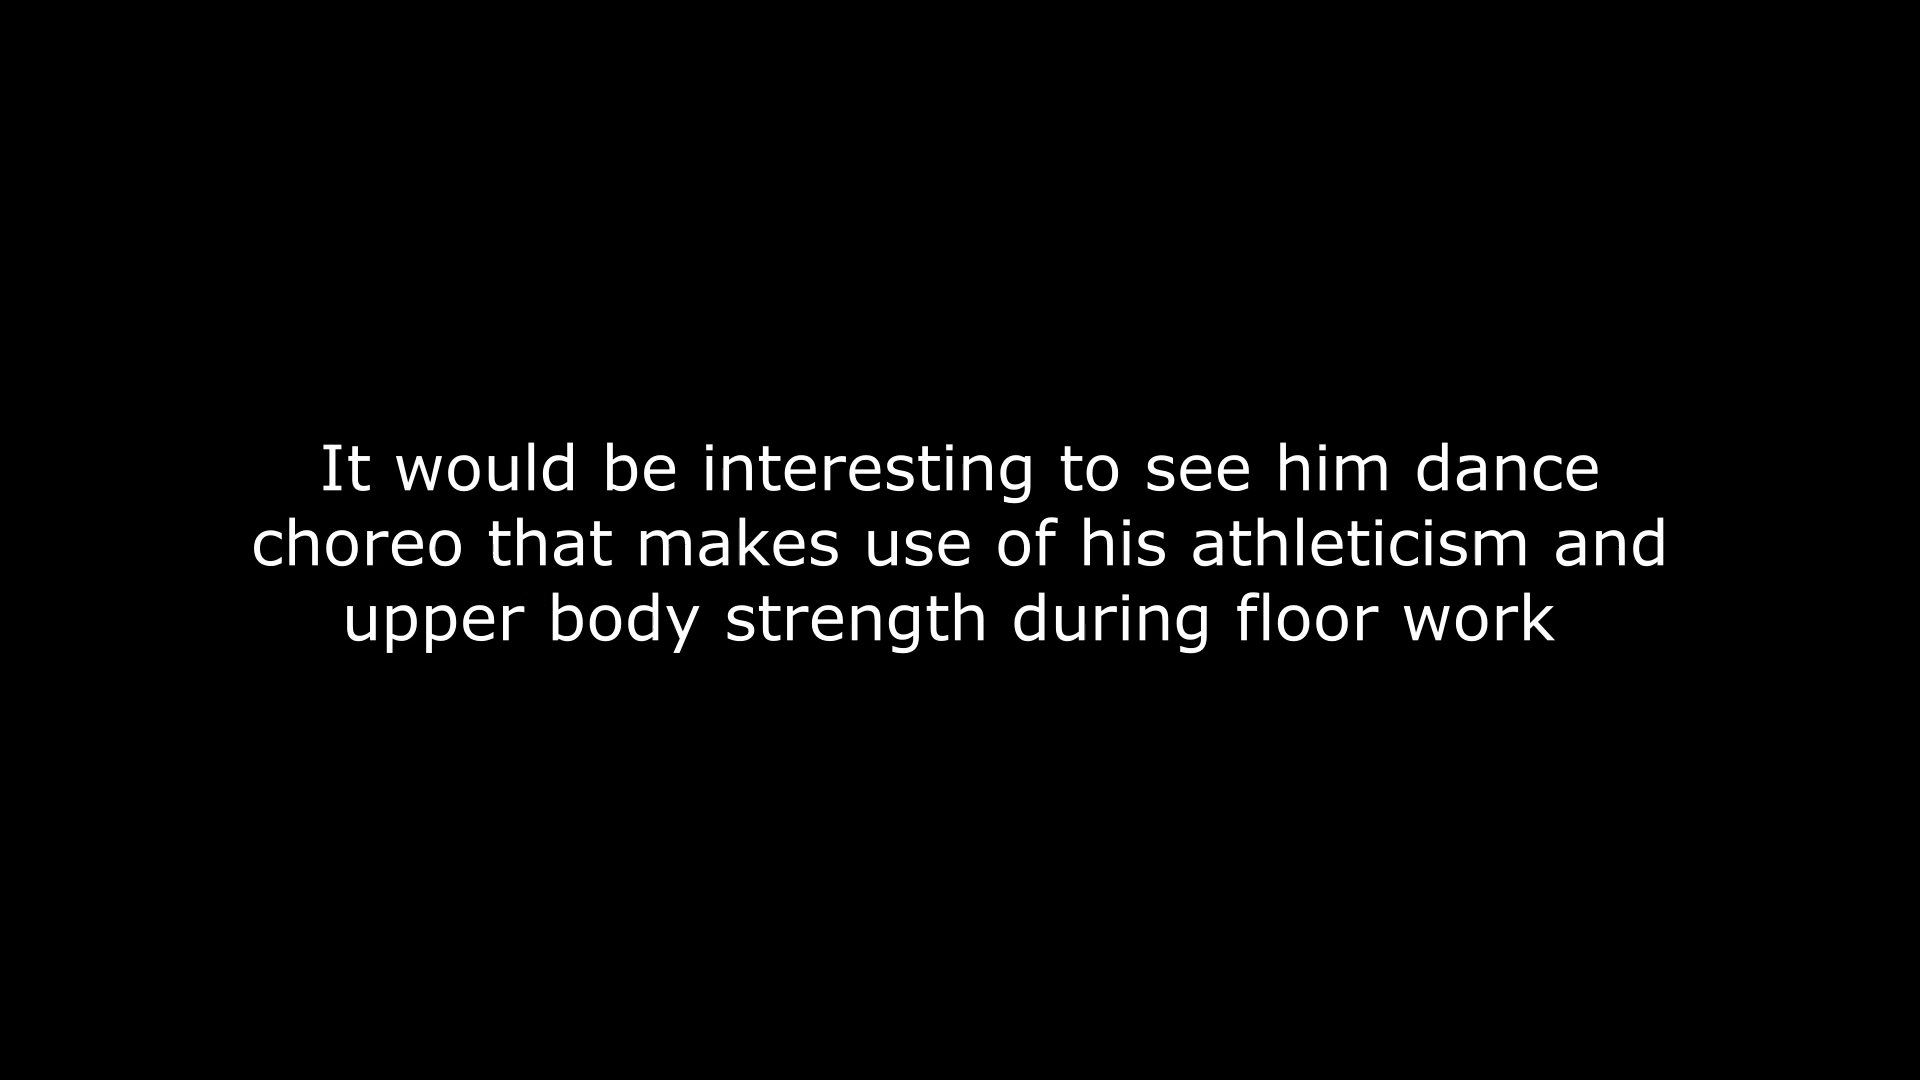 It would be interesting to see him dance
choreo that makes use of his athleticism and
upper body strength during floor work